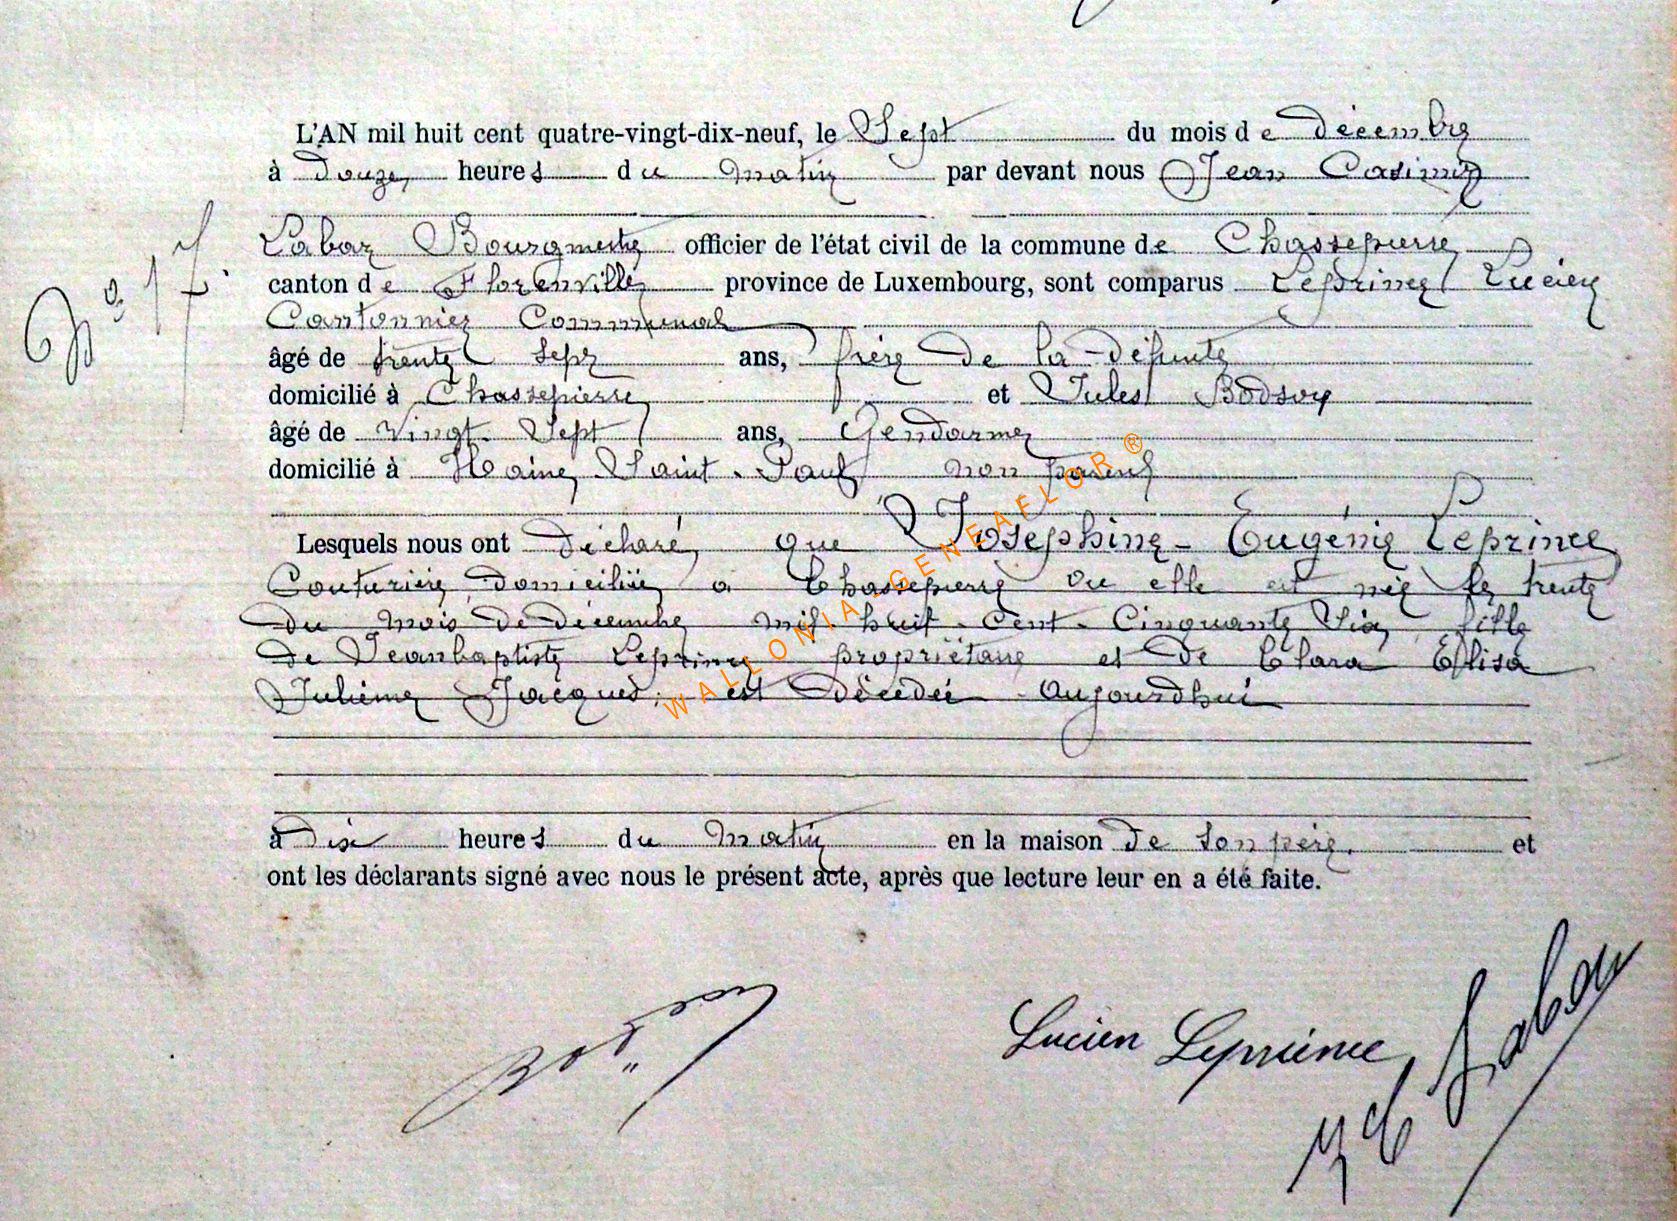 L'AN mil huit cent quatre-vingt-dix-neuf, le Sept du mois de décembre
à Douze heures du matin par devant nous Jean Casimir
Labar Bourgmestre officier de l'état civil de la commune de Chassepierre
N° 17.
canton de Florenville province de Luxembourg, sont comparus Leprince Lucien
Cantonnier Communal
âgé de trente sept ans, frère de la défunte
domicilié à Chassepierre et Jules Bodson
âgé de vingt-sept ans, Gendarme
domicilié à Haine-Saint-Paul non parent
Lesquels nous ont déclaré, que Joséphine-Eugénie Leprince
Couturière, domiciliée à Chassepierre où elle est née le trente
du mois de décembre mil huit-cent-cinquante six, fille
de Jeanbaptiste Leprince propriétaire et de Clara Elisa
Julienne Jacques, est décédée aujourdhui
à dix heures du matin en la maison de son père. et
ont les déclarants signé avec nous le présent acte, après que lecture leur en a été faite.
Lucien Leprince
J C Labar
WALLONIA GENEAFLOR ®